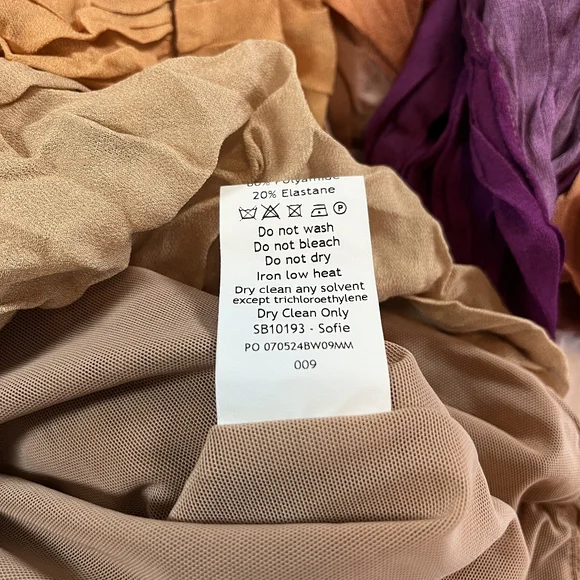 Polyamide
20% Elastane
P
Do not wash
Do not bleach
Do not dry
Iron low heat
Dry clean any solvent
except trichloroethylene
Dry Clean Only
SB10193 - Sofie
PO 070524BW09MM
009